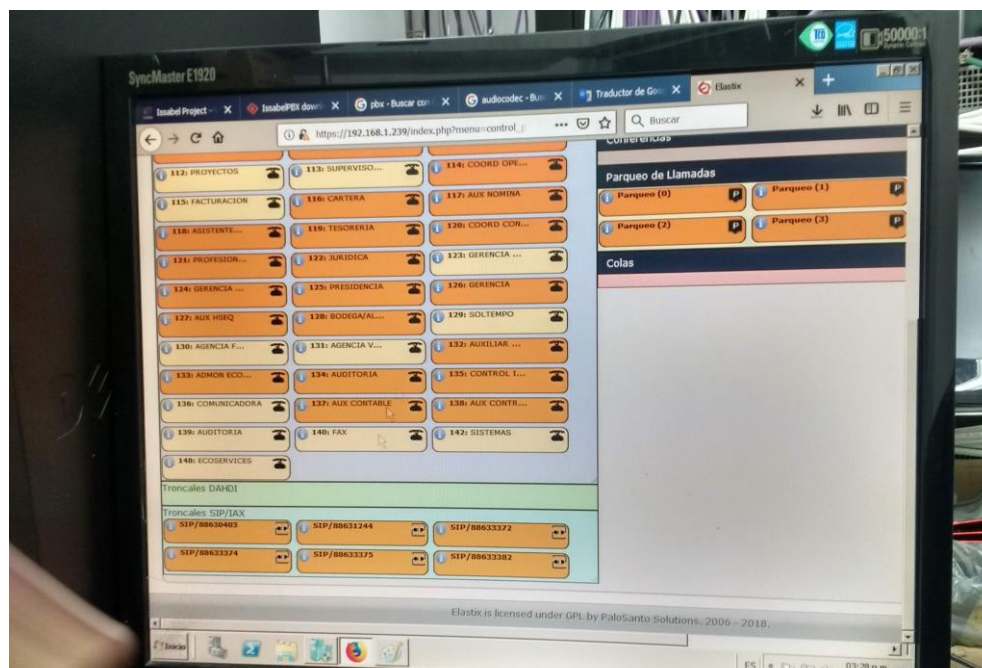 SyncMaster E1920
50000:1
Issabel Project
IssabelPBX down
pbx - Buscar con
audiocodec - Bus
Traductor de Goo
Elastix
https://192.168.1.239/index.php?menu=control_p
Buscar
Conferencias
112: PROYECTOS
113: SUPERVISO...
114: COORD OPE...
Parqueo de Llamadas
115: FACTURACION
116: CARTERA
117: AUX NOMINA
Parqueo (0)
Parqueo (1)
118: ASISTENTE...
119: TESORERIA
120: COORD CON...
Parqueo (2)
Parqueo (3)
121: PROFESION...
122: JURIDICA
123: GERENCIA ...
Colas
124: GERENCIA ...
125: PRESIDENCIA
126: GERENCIA
127: AUX HSEQ
128: BODEGA/AL...
129: SOLTEMPO
130: AGENCIA F...
131: AGENCIA V...
132: AUXILIAR ...
133: ADMON ECO...
134: AUDITORIA
135: CONTROL I...
136: COMUNICADORA
137: AUX CONTABLE
138: AUX CONTR...
139: AUDITORIA
140: FAX
142: SISTEMAS
148: ECOSERVICES
Troncales DAHDI
Troncales SIP/IAX
SIP/88630403
SIP/88631244
SIP/88633372
SIP/88633374
SIP/88633375
SIP/88633382
Elastix is licensed under GPL by PaloSanto Solutions. 2006 - 2018.
Inicio
ES
03:29 p.m.